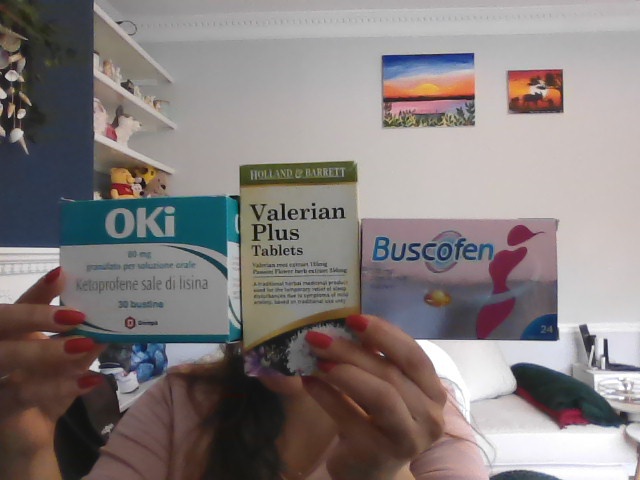 OKi
80 mg
granulato per soluzione orale
Ketoprofene sale di lisina
30 bustine
Dompé
HOLLAND & BARRETT
Valerian
Plus
Tablets
Valerian root extract 155mg
Passion Flower herb extract
A traditional herbal medicinal product
used for the temporary relief of sleep
disturbances due to symptoms of mild
anxiety, based on traditional use only
Buscofen
24